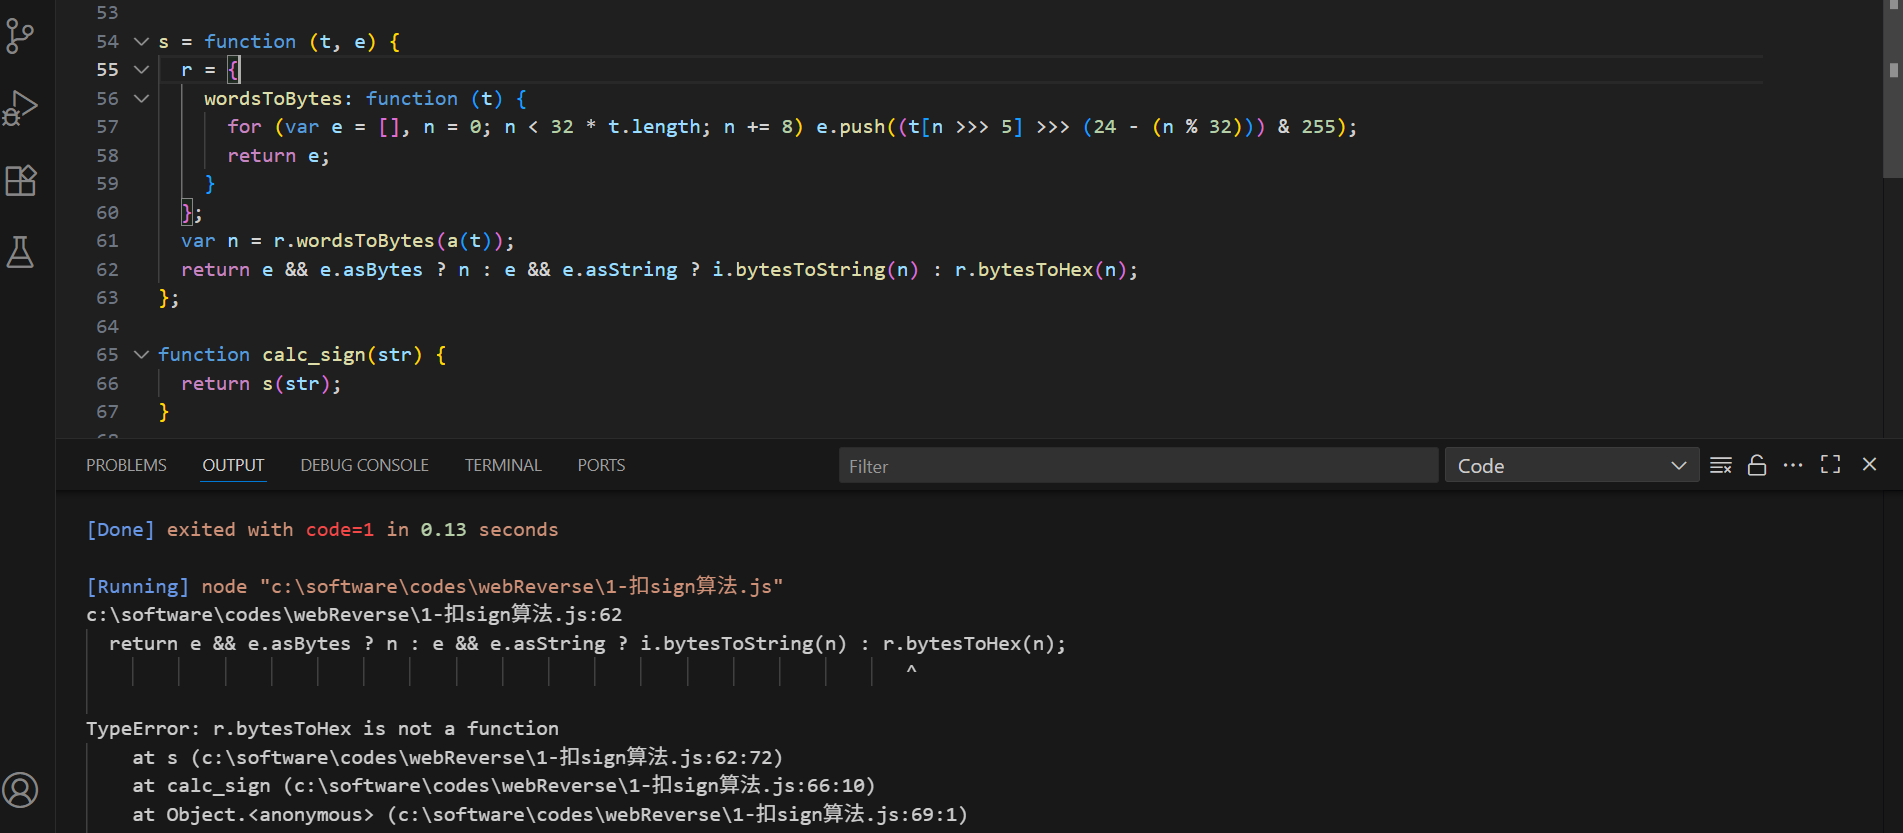 53
54 s = function (t, e) {
55 r = {
56 wordsToBytes: function (t) {
57 for (var e = [], n = 0; n < 32 * t.length; n += 8) e.push((t[n >>> 5] >>> (24 - (n % 32))) & 255);
58 return e;
59 }
60 };
61 var n = r.wordsToBytes(a(t));
62 return e && e.asBytes ? n : e && e.asString ? i.bytesToString(n) : r.bytesToHex(n);
63 };
64
65 function calc_sign(str) {
66 return s(str);
67 }
PROBLEMS OUTPUT DEBUG CONSOLE TERMINAL PORTS Filter Code
[Done] exited with code=1 in 0.13 seconds
[Running] node "c:\software\codes\webReverse\1-扣sign算法.js"
c:\software\codes\webReverse\1-扣sign算法.js:62
return e && e.asBytes ? n : e && e.asString ? i.bytesToString(n) : r.bytesToHex(n);
^
TypeError: r.bytesToHex is not a function
at s (c:\software\codes\webReverse\1-扣sign算法.js:62:72)
at calc_sign (c:\software\codes\webReverse\1-扣sign算法.js:66:10)
at Object.<anonymous> (c:\software\codes\webReverse\1-扣sign算法.js:69:1)